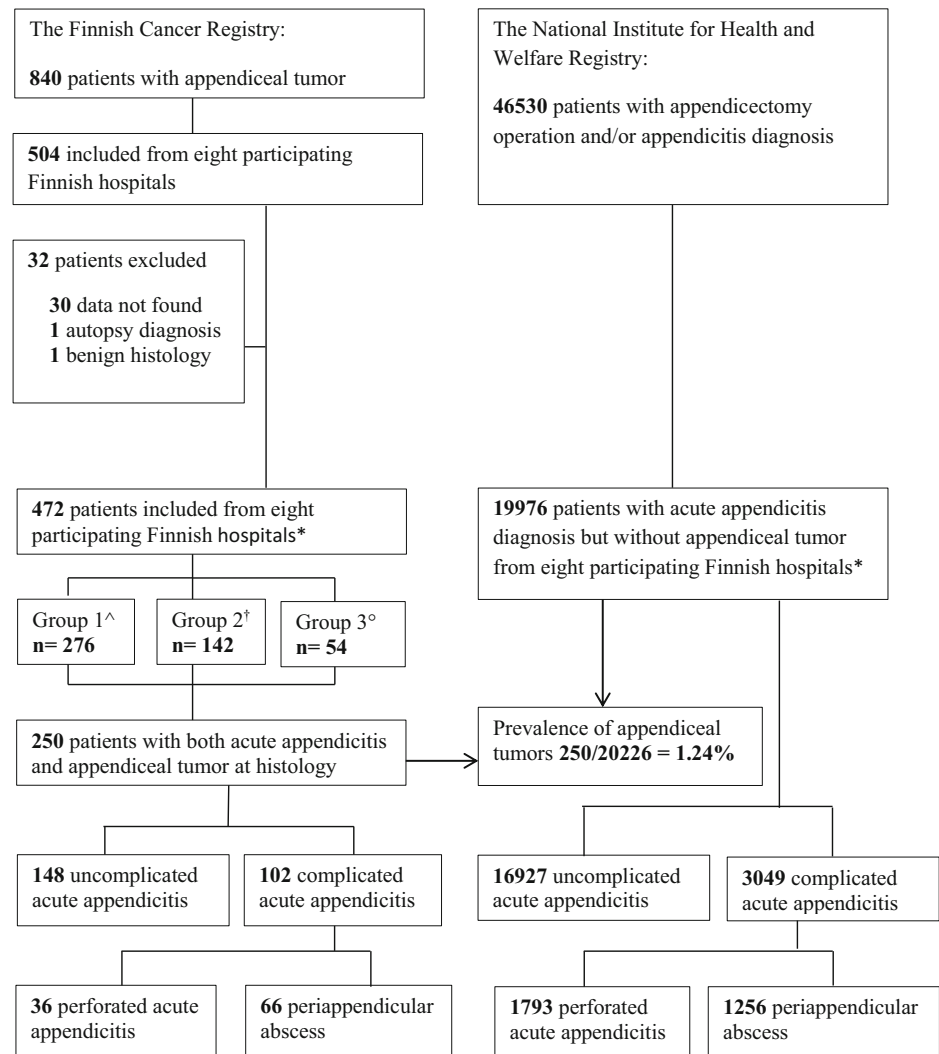 The Finnish Cancer Registry:
840 patients with appendiceal tumor
The National Institute for Health and
Welfare Registry:
46530 patients with appendicectomy
operation and/or appendicitis diagnosis
504 included from eight participating
Finnish hospitals
32 patients excluded
30 data not found
1 autopsy diagnosis
1 benign histology
472 patients included from eight
participating Finnish hospitals*
19976 patients with acute appendicitis
diagnosis but without appendiceal tumor
from eight participating Finnish hospitals*
Group 1^
n= 276
Group 2†
n= 142
Group 3°
n= 54
250 patients with both acute appendicitis
and appendiceal tumor at histology
Prevalence of appendiceal
tumors 250/20226 = 1.24%
148 uncomplicated
acute appendicitis
102 complicated
acute appendicitis
16927 uncomplicated
acute appendicitis
3049 complicated
acute appendicitis
36 perforated acute
appendicitis
66 periappendicular
abscess
1793 perforated
acute appendicitis
1256 periappendicular
abscess